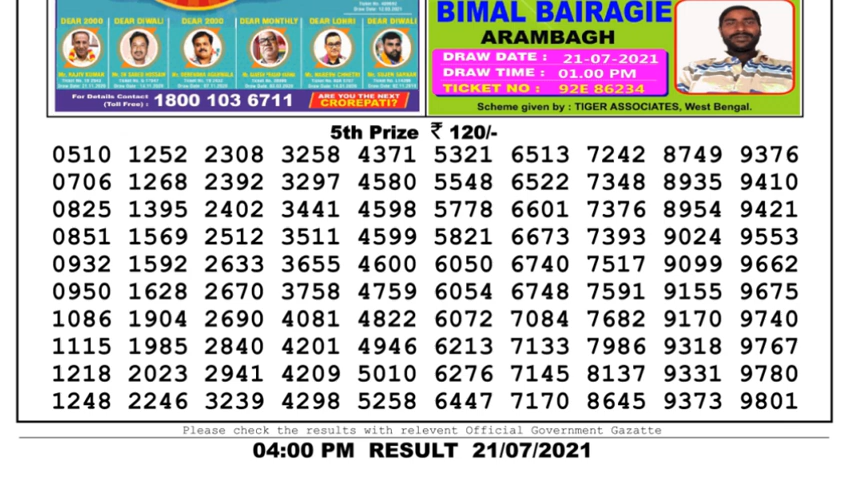 DEAR 2000 DEAR DIWALI DEAR 2000 DEAR MONTHLY DEAR LOHRI DEAR DIWALI
For Details Contact
(Toll Free) : 1800 103 6711 ARE YOU THE NEXT
CROREPATI?
BIMAL BAIRAGIE
ARAMBAGH
DRAW DATE : 21-07-2021
DRAW TIME : 01.00 PM
TICKET NO : 92E 86234
Scheme given by : TIGER ASSOCIATES, West Bengal.
5th Prize ₹ 120/-
0510 1252 2308 3258 4371 5321 6513 7242 8749 9376
0706 1268 2392 3297 4580 5548 6522 7348 8935 9410
0825 1395 2402 3441 4598 5778 6601 7376 8954 9421
0851 1569 2512 3511 4599 5821 6673 7393 9024 9553
0932 1592 2633 3655 4600 6050 6740 7517 9099 9662
0950 1628 2670 3758 4759 6054 6748 7591 9155 9675
1086 1904 2690 4081 4822 6072 7084 7682 9170 9740
1115 1985 2840 4201 4946 6213 7133 7986 9318 9767
1218 2023 2941 4209 5010 6276 7145 8137 9331 9780
1248 2246 3239 4298 5258 6447 7170 8645 9373 9801
Please check the results with relevent Official Government Gazatte
04:00 PM RESULT 21/07/2021